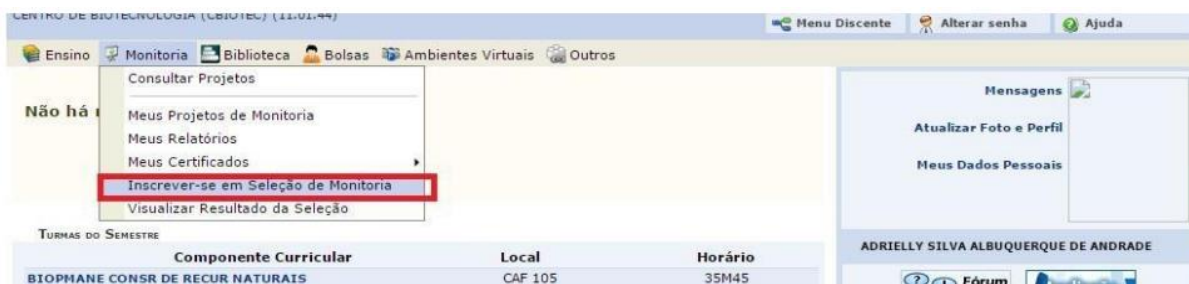 CENTRO DE BIOTECNOLOGIA (CBIOTEC) (11.01.44)
Menu Discente Alterar senha Ajuda
Ensino Monitoria Biblioteca Bolsas Ambientes Virtuais Outros
Consultar Projetos
Não há
Meus Projetos de Monitoria
Meus Relatórios
Meus Certificados
Inscrever-se em Seleção de Monitoria
Visualizar Resultado da Seleção
Mensagens
Atualizar Foto e Perfil
Meus Dados Pessoais
TURMAS DO SEMESTRE
Componente Curricular Local Horário
BIOPMANE CONSR DE RECUR NATURAIS CAF 105 35M45
ADRIELLY SILVA ALBUQUERQUE DE ANDRADE
Fórum